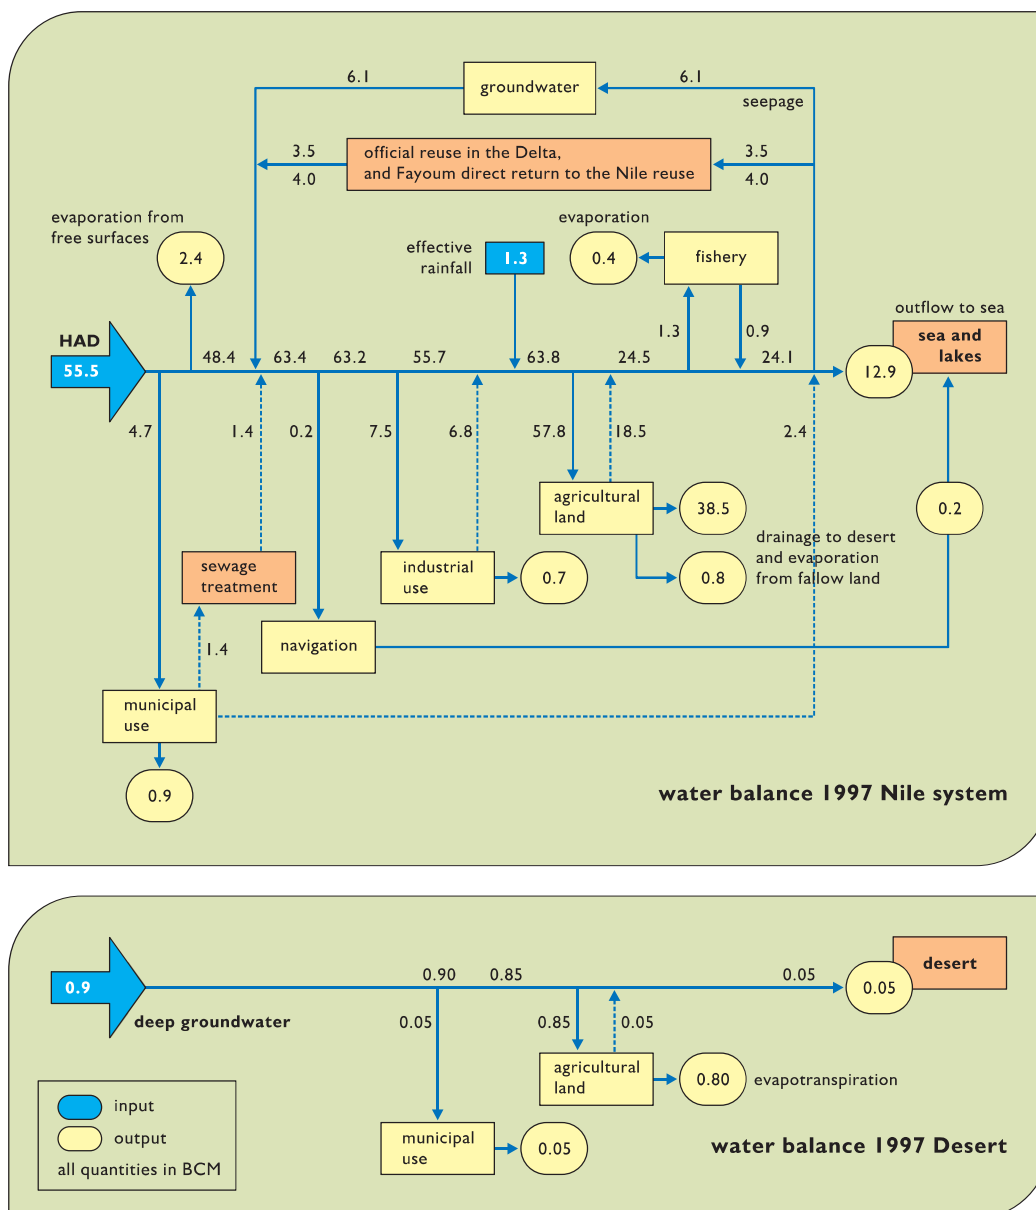 6.1
groundwater
6.1
seepage
3.5
4.0
official reuse in the Delta,
and Fayoum direct return to the Nile reuse
3.5
4.0
evaporation from
free surfaces
2.4
effective
rainfall
1.3
evaporation
0.4
fishery
1.3
0.9
outflow to sea
sea and
lakes
12.9
HAD
55.5
48.4
63.4
63.2
55.7
63.8
24.5
24.1
4.7
1.4
0.2
7.5
6.8
57.8
18.5
2.4
agricultural
land
38.5
0.2
drainage to desert
and evaporation
from fallow land
0.8
sewage
treatment
industrial
use
0.7
1.4
navigation
municipal
use
0.9
water balance 1997 Nile system
0.9
deep groundwater
0.90
0.85
0.05
0.05
desert
0.05
0.85
0.05
agricultural
land
0.80
evapotranspiration
municipal
use
0.05
water balance 1997 Desert
input
output
all quantities in BCM